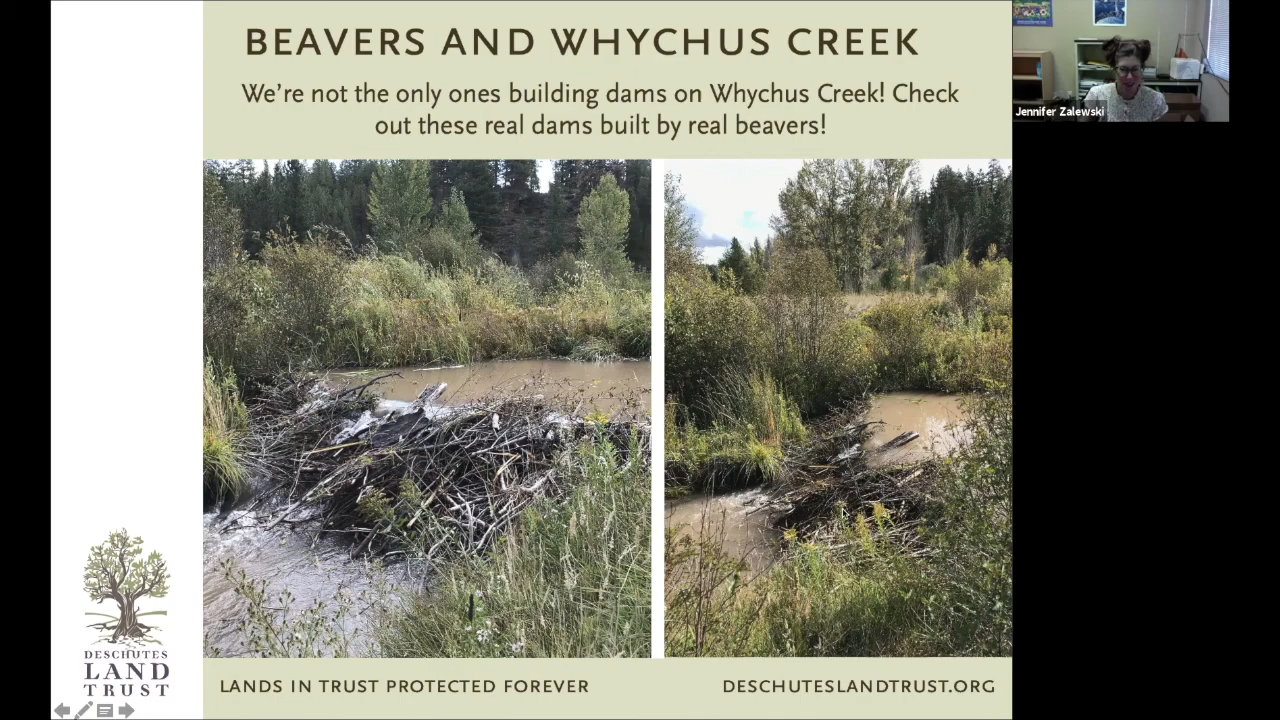 BEAVERS AND WHYCHUS CREEK
We're not the only ones building dams on Whychus Creek! Check
out these real dams built by real beavers!
Jennifer Zalewski
DESCHUTES
LAND
TRUST
LANDS IN TRUST PROTECTED FOREVER
DESCHUTESLANDTRUST.ORG